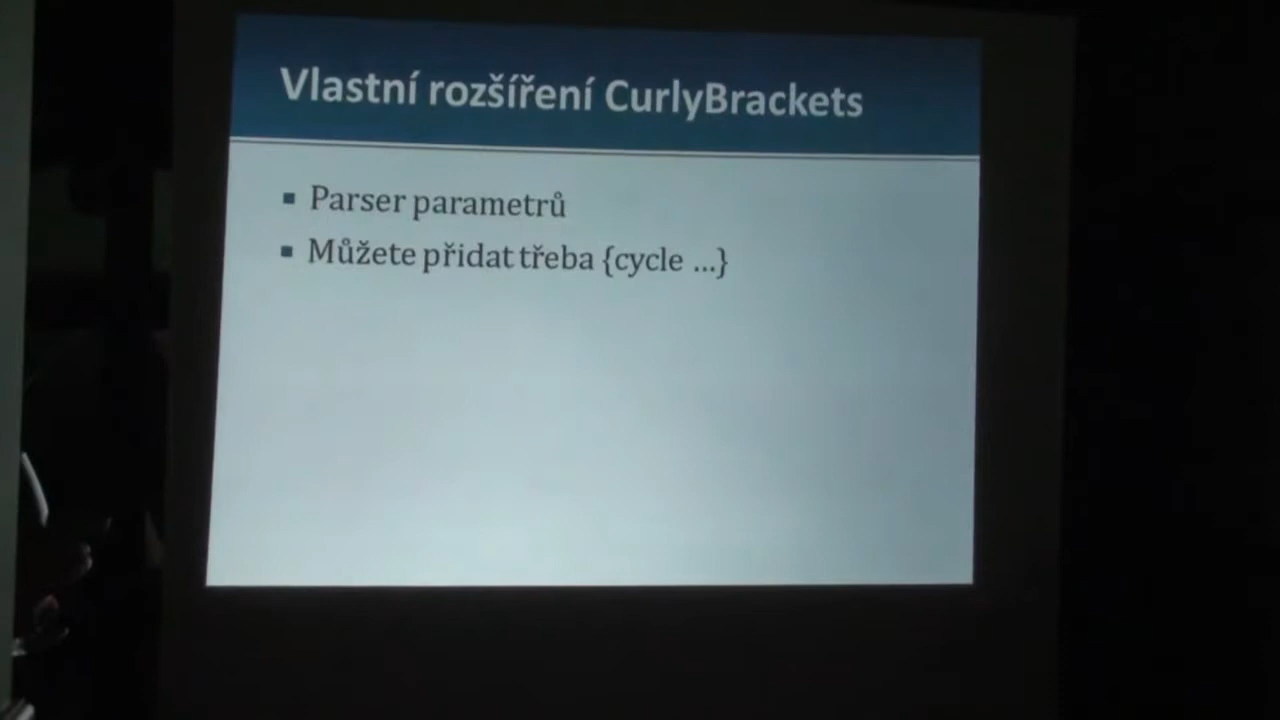 Vlastní rozšíření CurlyBrackets
Parser parametrů
Můžete přidat třeba {cycle ...}